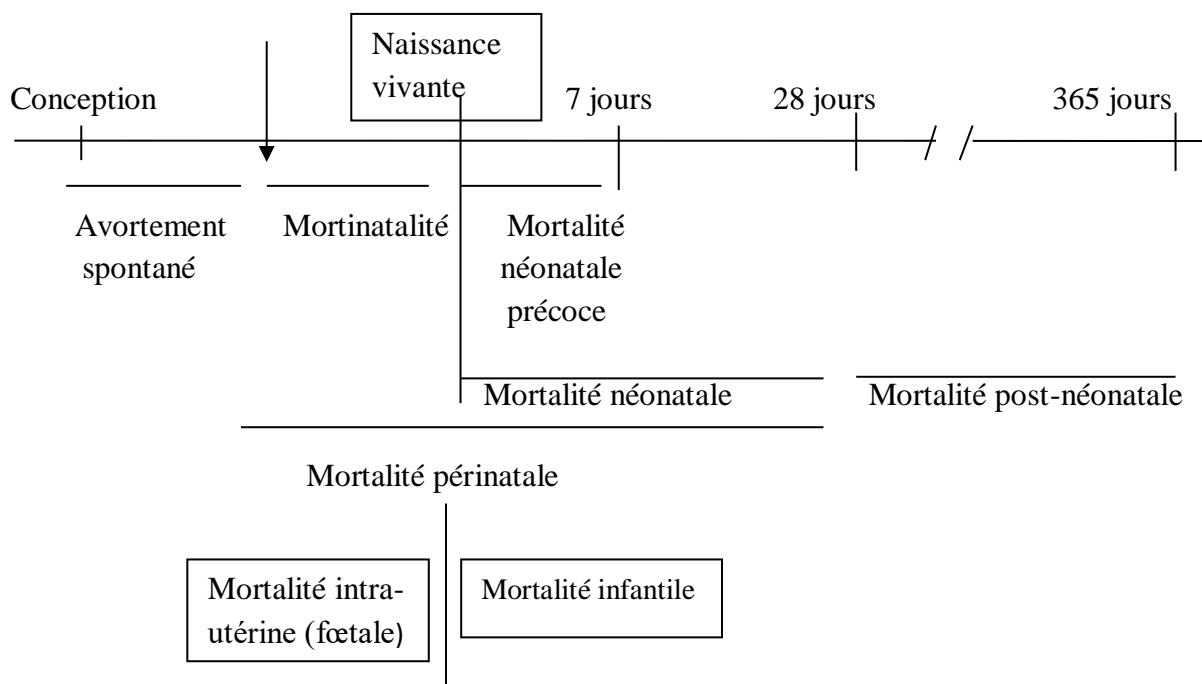 Naissance
vivante
Conception
7 jours
28 jours
365 jours
Avortement
spontané
Mortinatalité
Mortalité
néonatale
précoce
Mortalité néonatale
Mortalité post-néonatale
Mortalité périnatale
Mortalité intra-
utérine (fœtale)
Mortalité infantile